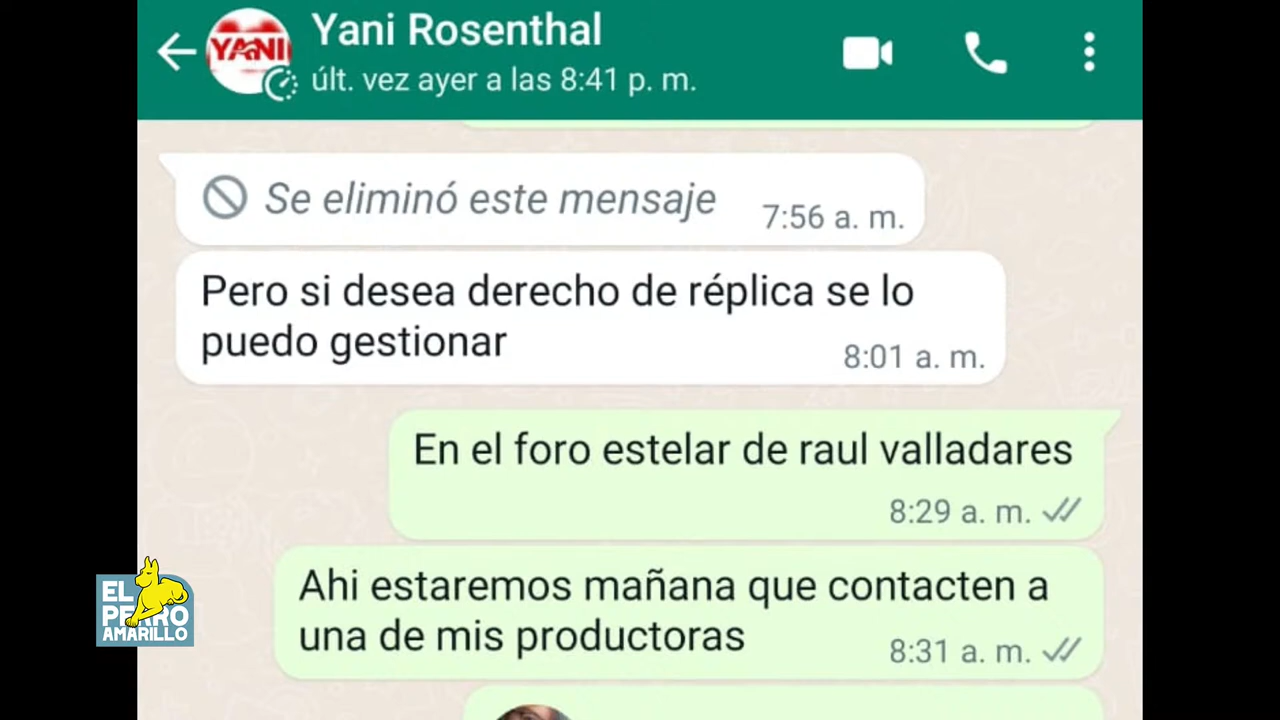 YANI
Yani Rosenthal
últ. vez ayer a las 8:41 p. m.
Se eliminó este mensaje
7:56 a. m.
Pero si desea derecho de réplica se lo
puedo gestionar
8:01 a. m.
En el foro estelar de raul valladares
8:29 a. m.
Ahi estaremos mañana que contacten a
una de mis productoras
8:31 a. m.
EL
PERRO
AMARILLO